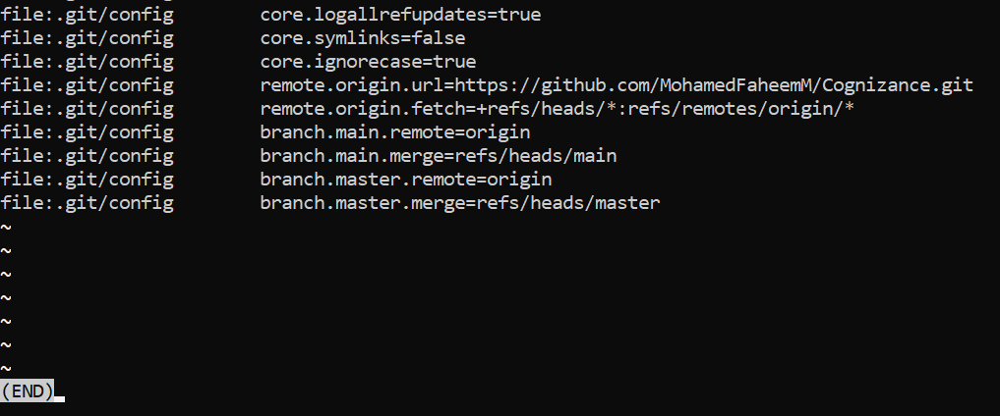 file:.git/config        core.logallrefupdates=true
file:.git/config        core.symlinks=false
file:.git/config        core.ignorecase=true
file:.git/config        remote.origin.url=https://github.com/MohamedFaheemM/Cognizance.git
file:.git/config        remote.origin.fetch=+refs/heads/*:refs/remotes/origin/*
file:.git/config        branch.main.remote=origin
file:.git/config        branch.main.merge=refs/heads/main
file:.git/config        branch.master.remote=origin
file:.git/config        branch.master.merge=refs/heads/master
~
~
~
~
~
~
~
(END)